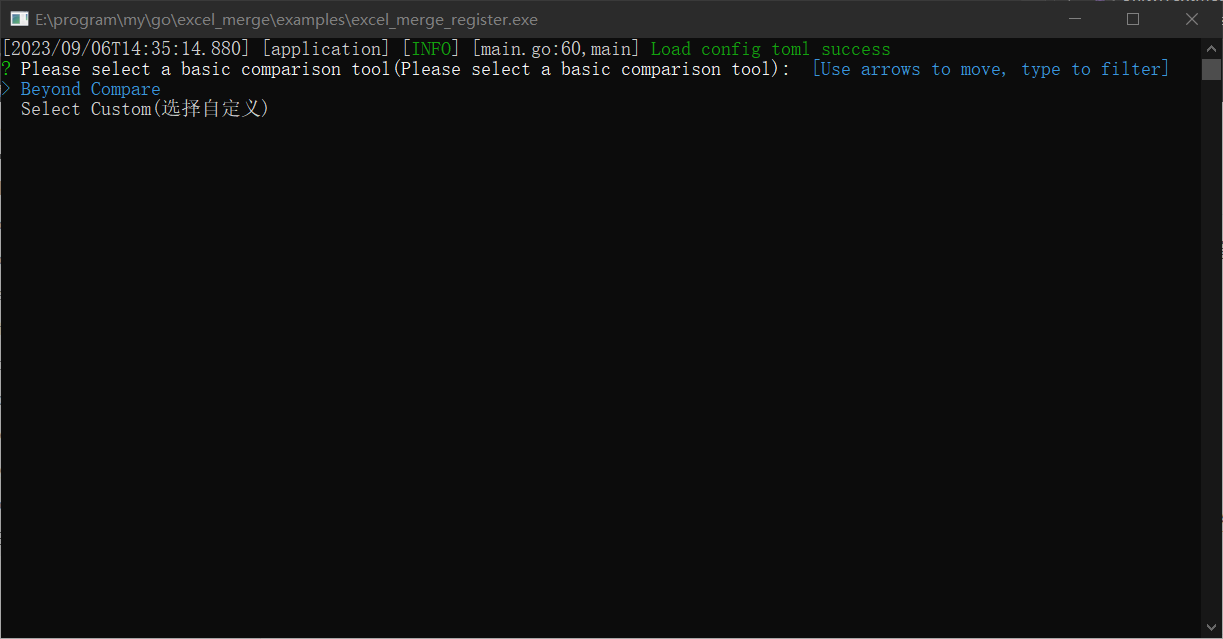 E:\program\my\go\excel_merge\examples\excel_merge_register.exe
[2023/09/06T14:35:14.880] [application] [INFO] [main.go:60,main] Load config toml success
? Please select a basic comparison tool(Please select a basic comparison tool):  [Use arrows to move, type to filter]
> Beyond Compare
  Select Custom(选择自定义)